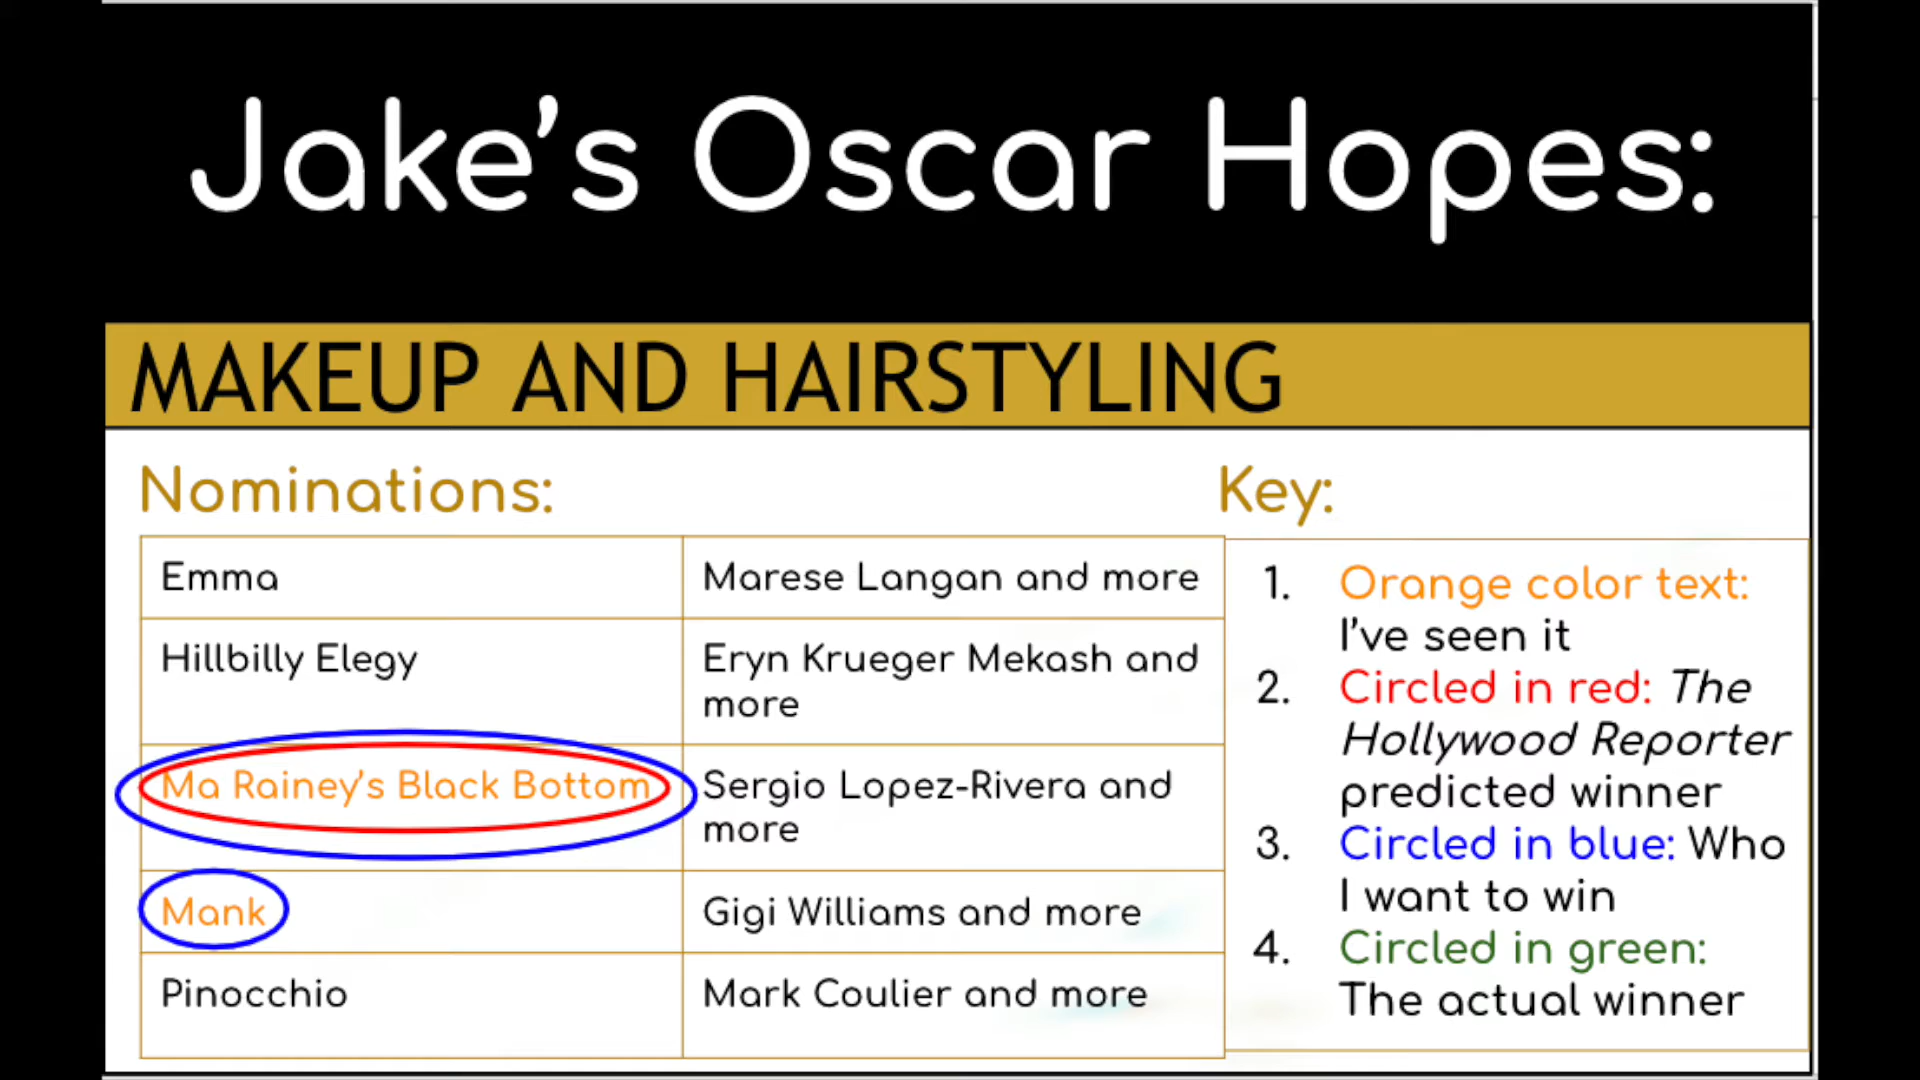 Jake’s Oscar Hopes:
MAKEUP AND HAIRSTYLING
Nominations:
Emma
Marese Langan and more
Hillbilly Elegy
Eryn Krueger Mekash and
more
Ma Rainey’s Black Bottom
Sergio Lopez-Rivera and
more
Mank
Gigi Williams and more
Pinocchio
Mark Coulier and more
Key:
1. Orange color text:
I’ve seen it
2. Circled in red: The
Hollywood Reporter
predicted winner
3. Circled in blue: Who
I want to win
4. Circled in green:
The actual winner